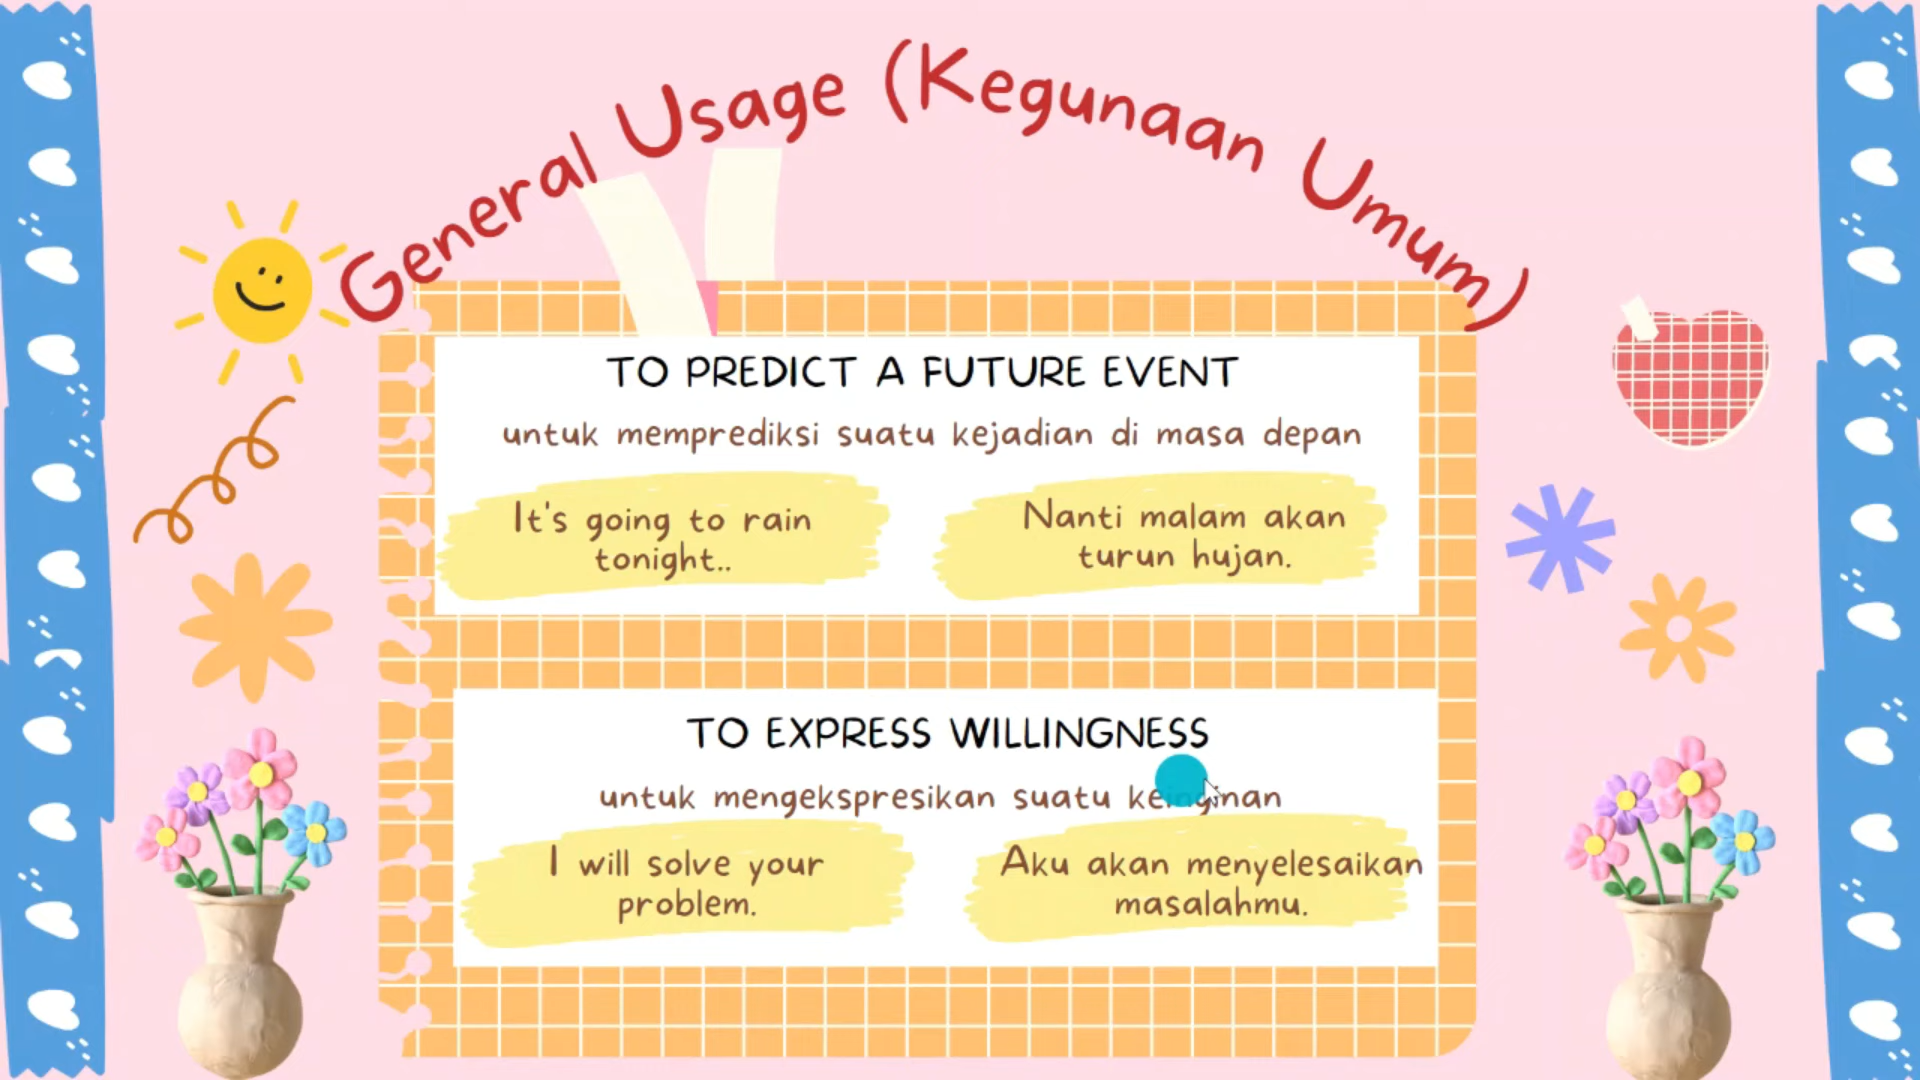 General Usage (Kegunaan Umum)
TO PREDICT A FUTURE EVENT
untuk memprediksi suatu kejadian di masa depan
It's going to rain
tonight..
Nanti malam akan
turun hujan.
TO EXPRESS WILLINGNESS
untuk mengekspresikan suatu keinginan
I will solve your
problem.
Aku akan menyelesaikan
masalahmu.